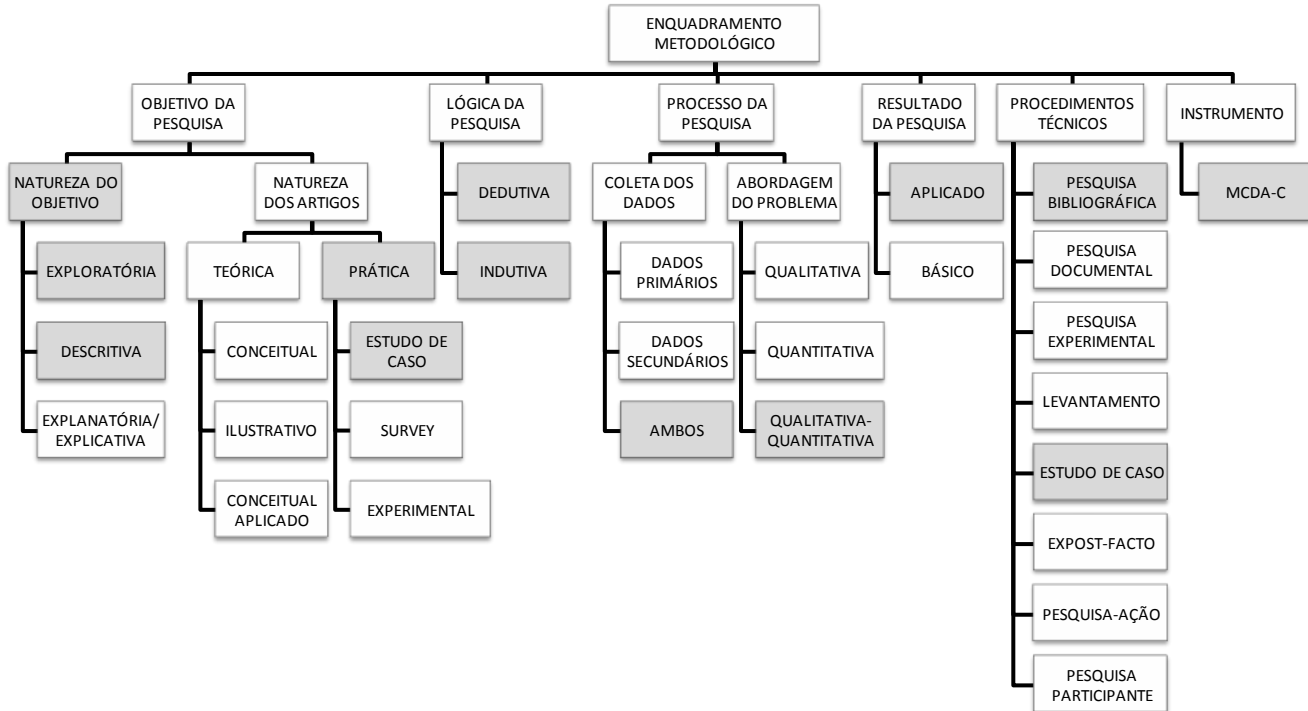 ENQUADRAMENTO
METODOLÓGICO
OBJETIVO DA
PESQUISA
LÓGICA DA
PESQUISA
PROCESSO DA
PESQUISA
RESULTADO
DA PESQUISA
PROCEDIMENTOS
TÉCNICOS
INSTRUMENTO
NATUREZA DO
OBJETIVO
NATUREZA
DOS ARTIGOS
DEDUTIVA
COLETA DOS
DADOS
ABORDAGEM
DO PROBLEMA
APLICADO
PESQUISA
BIBLIOGRÁFICA
MCDA-C
EXPLORATÓRIA
TEÓRICA
PRÁTICA
INDUTIVA
DADOS
PRIMÁRIOS
QUALITATIVA
BÁSICO
PESQUISA
DOCUMENTAL
DESCRITIVA
CONCEITUAL
ESTUDO DE
CASO
DADOS
SECUNDÁRIOS
QUANTITATIVA
PESQUISA
EXPERIMENTAL
EXPLANATÓRIA/
EXPLICATIVA
ILUSTRATIVO
SURVEY
AMBOS
QUALITATIVA-
QUANTITATIVA
LEVANTAMENTO
CONCEITUAL
APLICADO
EXPERIMENTAL
ESTUDO DE CASO
EXPOST-FACTO
PESQUISA-AÇÃO
PESQUISA
PARTICIPANTE